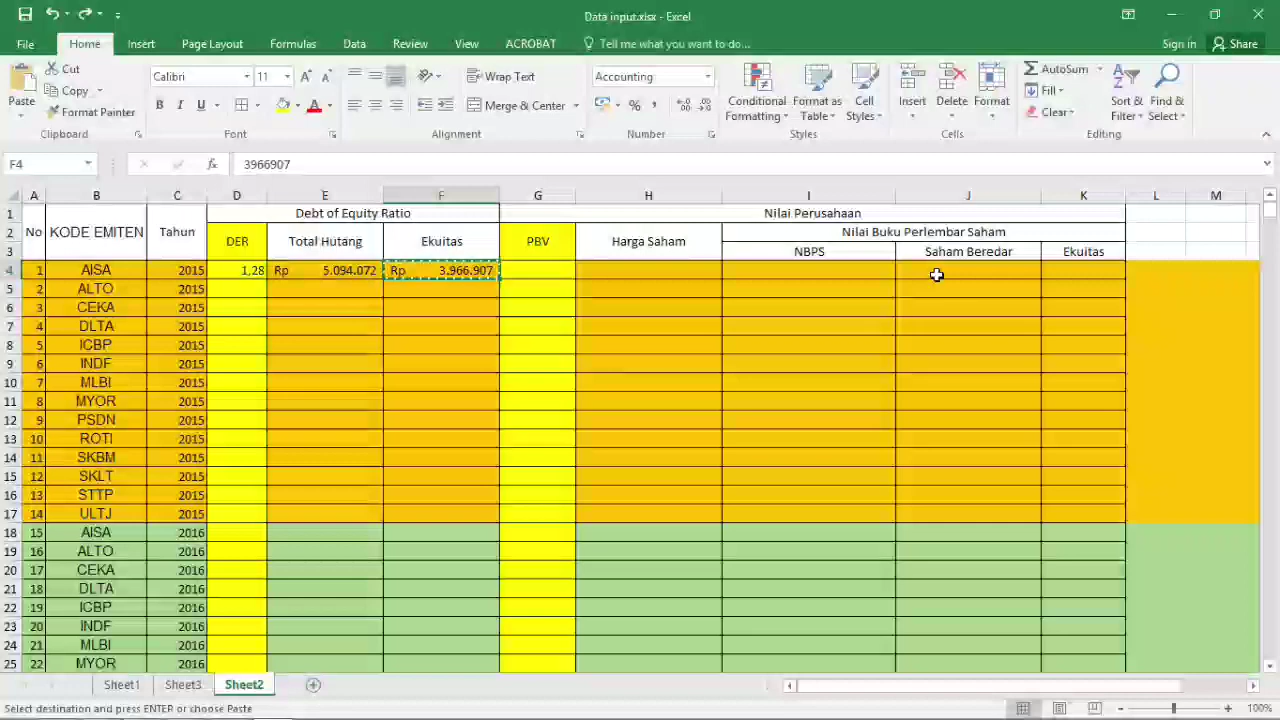 Data input.xlsx - Excel
File Home Insert Page Layout Formulas Data Review View ACROBAT Tell me what you want to do... Sign in Share
Paste Cut Copy Format Painter Clipboard
Calibri 11 B I U A Font
Wrap Text Merge & Center Alignment
Accounting % Number
Conditional Formatting Format as Table Cell Styles Styles
Insert Delete Format Cells
AutoSum Fill Clear Sort & Filter Find & Select Editing
F4 fx 3966907
A B C D E F G H I J K L M
1 Debt of Equity Ratio Nilai Perusahaan
2 No KODE EMITEN Tahun DER Total Hutang Ekuitas PBV Harga Saham Nilai Buku Perlembar Saham
3 NBPS Saham Beredar Ekuitas
4 1 AISA 2015 1,28 Rp 5.094.072 Rp 3.966.907
5 2 ALTO 2015
6 3 CEKA 2015
7 4 DLTA 2015
8 5 ICBP 2015
9 6 INDF 2015
10 7 MLBI 2015
11 8 MYOR 2015
12 9 PSDN 2015
13 10 ROTI 2015
14 11 SKBM 2015
15 12 SKLT 2015
16 13 STTP 2015
17 14 ULTJ 2015
18 15 AISA 2016
19 16 ALTO 2016
20 17 CEKA 2016
21 18 DLTA 2016
22 19 ICBP 2016
23 20 INDF 2016
24 21 MLBI 2016
25 22 MYOR 2016
Sheet1 Sheet3 Sheet2
Select destination and press ENTER or choose Paste 100%